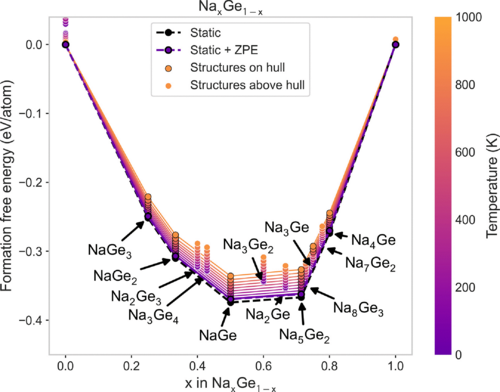 NaₓGe₁₋ₓ
Static
Static + ZPE
Structures on hull
Structures above hull
0.0
−0.1
−0.2
−0.3
−0.4
Formation free energy (eV/atom)
NaGe₃
NaGe₂
Na₂Ge₃
Na₃Ge₄
NaGe
Na₃Ge₂
Na₂Ge
Na₃Ge
Na₄Ge
Na₇Ge₂
Na₈Ge₃
Na₅Ge₂
0.0 0.2 0.4 0.6 0.8 1.0
x in NaₓGe₁₋ₓ
1000
800
600
400
200
0
Temperature (K)